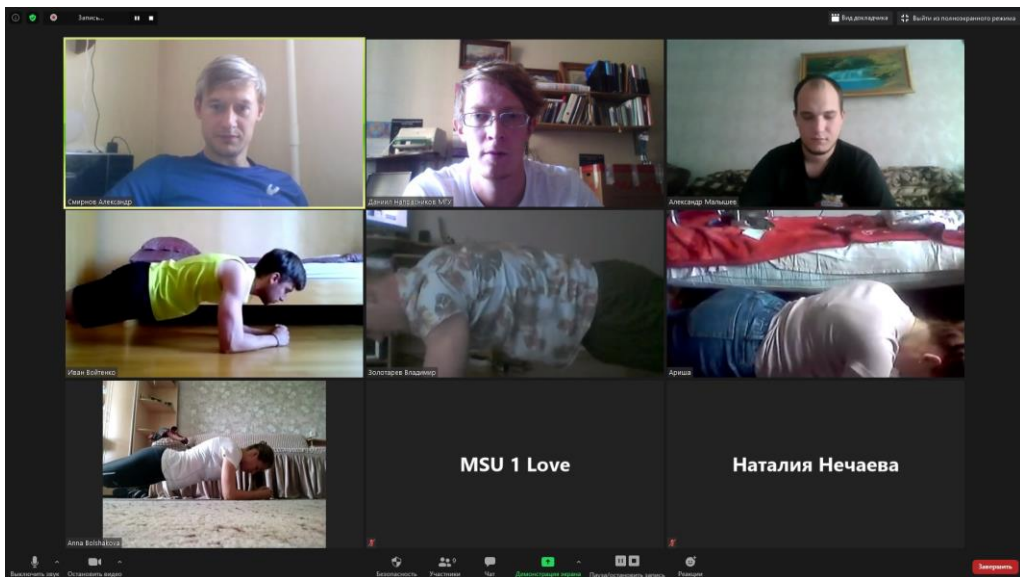 Запись...
Вид докладчика
Выйти из полноэкранного режима
Смирнов Александр
Даниил Напрасников МГУ
Александр Малышев
Иван Войтенко
Золотарев Владимир
Ариша
Anna Bolshakova
MSU 1 Love
Наталия Нечаева
Выключить звук
Остановить видео
Безопасность
Участники
9
Чат
Демонстрация экрана
Пауза/остановить запись
Реакции
Завершить